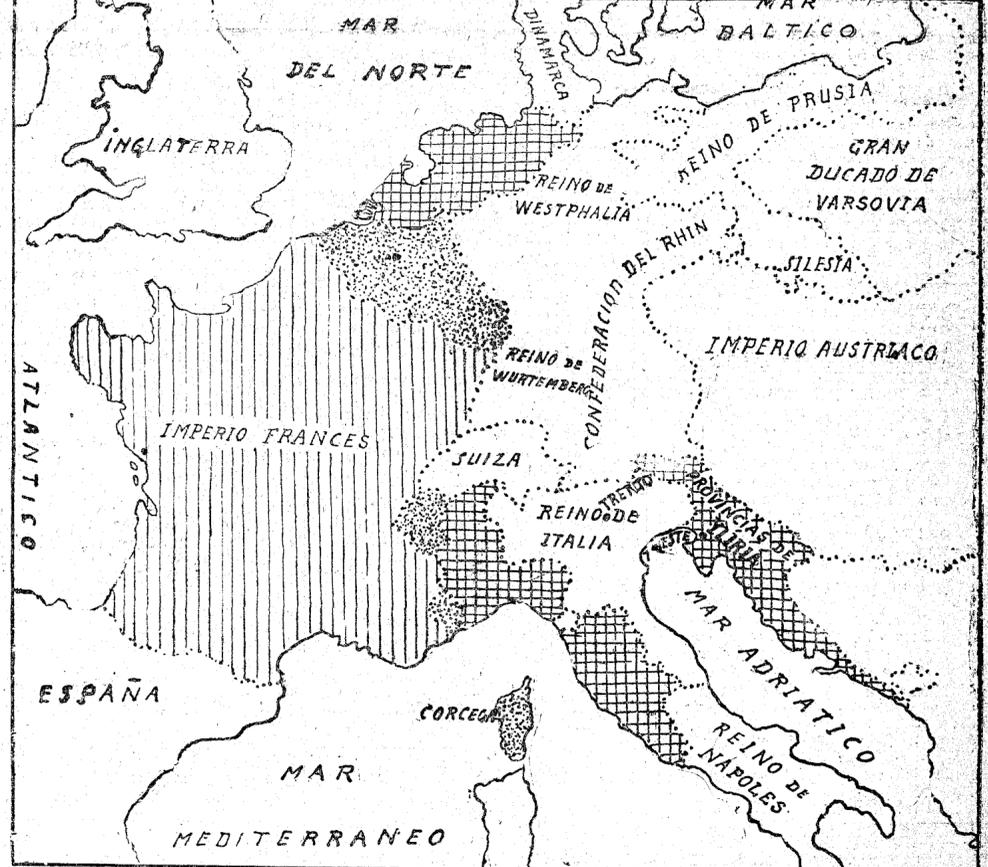 MAR
DEL NORTE
DINAMARCA
MAR
BALTICO
INGLATERRA
REINO DE PRUSIA
GRAN
DUCADO DE
VARSOVIA
REINO DE
WESTPHALIA
CONFEDERACION DEL RHIN
SILESIA
IMPERIO AUSTRIACO
REINO DE
WURTEMBERG
ATLANTICO
IMPERIO FRANCES
SUIZA
TRENTO
REINO DE
ITALIA
PROVINCIAS DE
ILIRIA
TRIESTE
MAR ADRIATICO
ESPAÑA
CORCEGA
REINO DE
NAPOLES
MAR
MEDITERRANEO